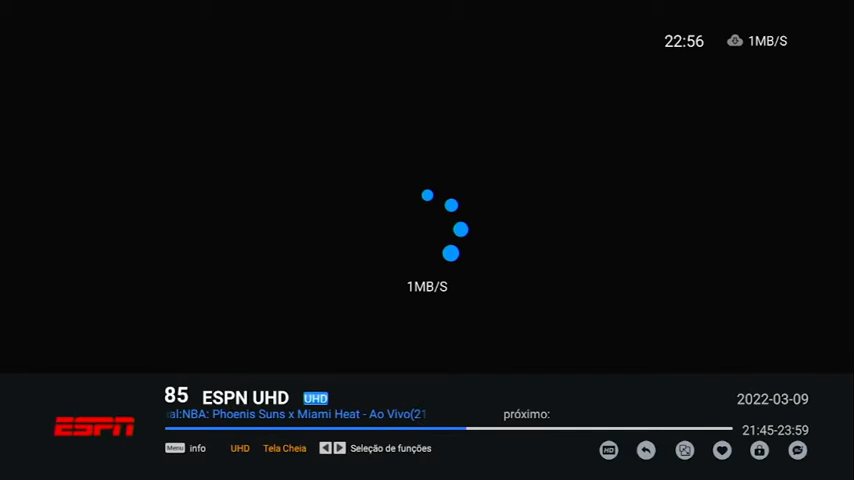 22:56 1MB/S
1MB/S
85 ESPN UHD UHD
al:NBA: Phoenis Suns x Miami Heat - Ao Vivo(21
próximo:
2022-03-09
ESPN
21:45-23:59
Menu info UHD Tela Cheia Seleção de funções
HD